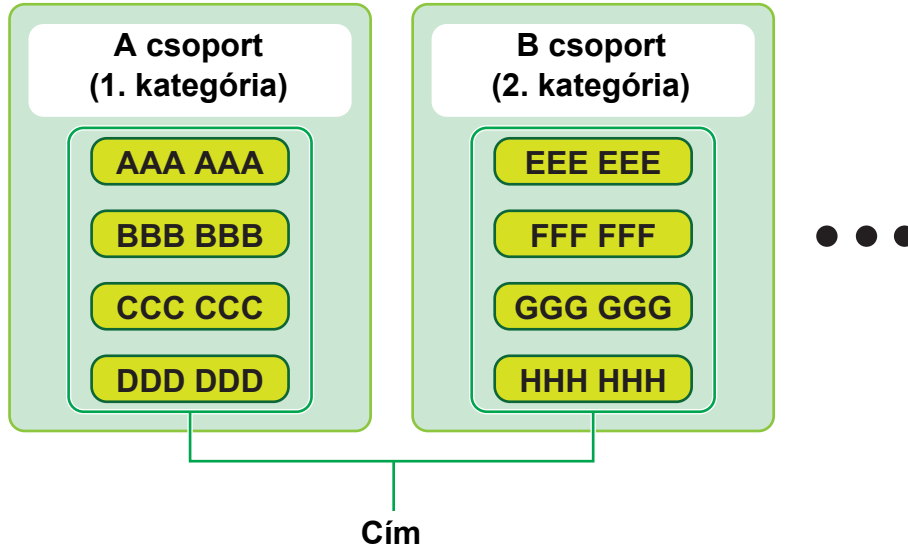 A csoport
(1. kategória)
AAA AAA
BBB BBB
CCC CCC
DDD DDD
B csoport
(2. kategória)
EEE EEE
FFF FFF
GGG GGG
HHH HHH
Cím